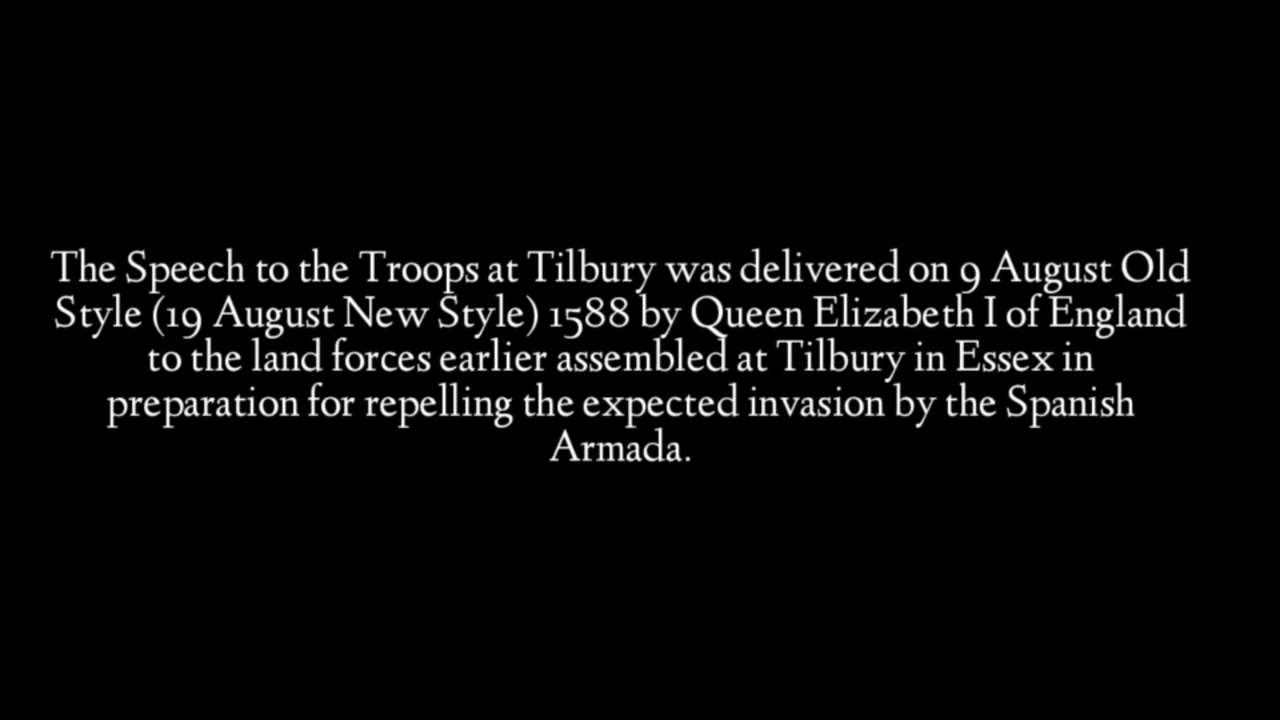 The Speech to the Troops at Tilbury was delivered on 9 August Old
Style (19 August New Style) 1588 by Queen Elizabeth I of England
to the land forces earlier assembled at Tilbury in Essex in
preparation for repelling the expected invasion by the Spanish
Armada.